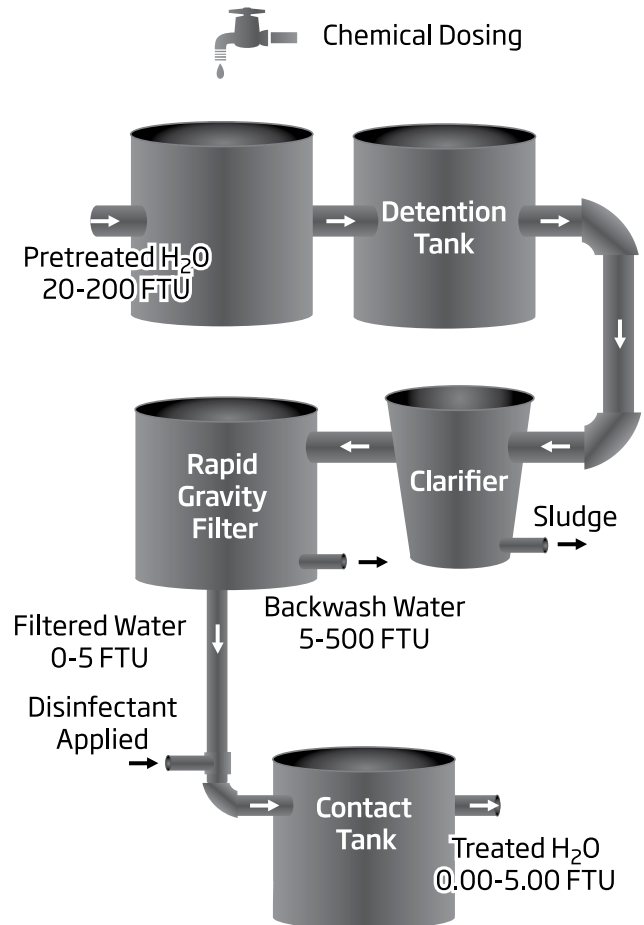 Chemical Dosing
Detention
Tank
Pretreated H₂O
20-200 FTU
Rapid
Gravity
Filter
Clarifier
Sludge
Backwash Water
5-500 FTU
Filtered Water
0-5 FTU
Disinfectant
Applied
Contact
Tank
Treated H₂O
0.00-5.00 FTU